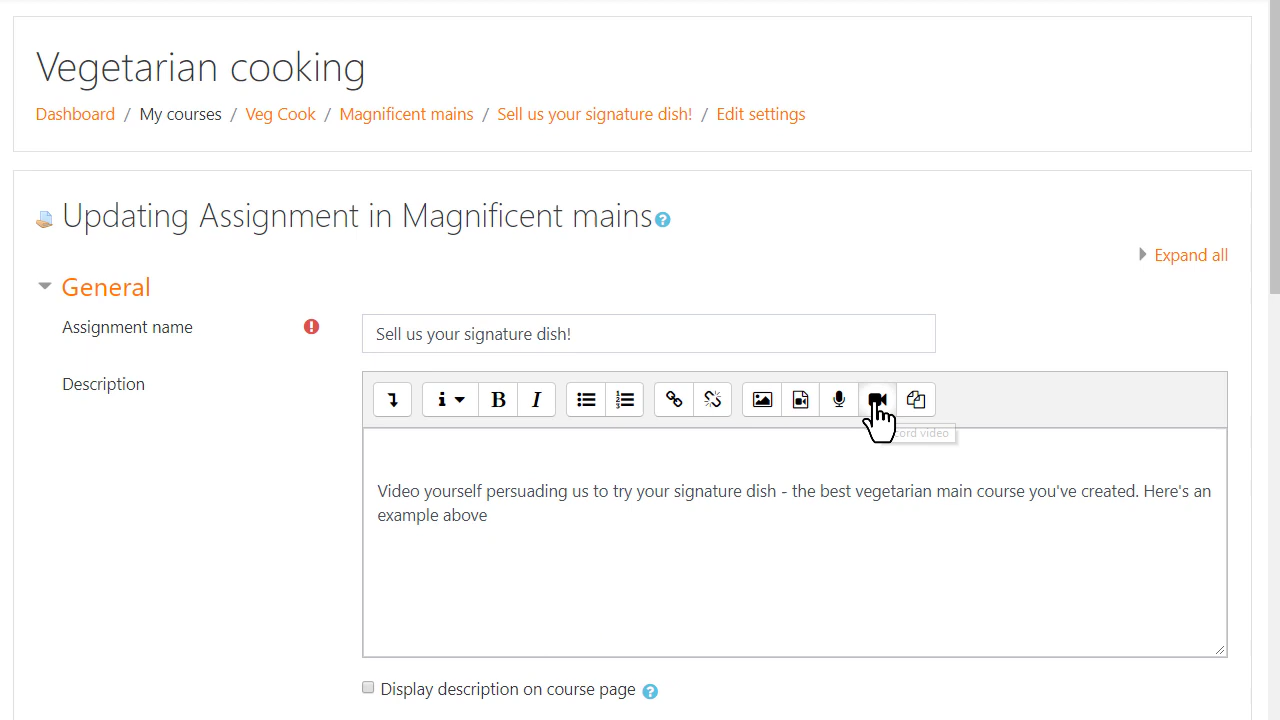 Vegetarian cooking
Dashboard / My courses / Veg Cook / Magnificent mains / Sell us your signature dish! / Edit settings
Updating Assignment in Magnificent mains
Expand all
General
Assignment name
Sell us your signature dish!
Description
i B I
video
Video yourself persuading us to try your signature dish - the best vegetarian main course you've created. Here's an
example above
Display description on course page